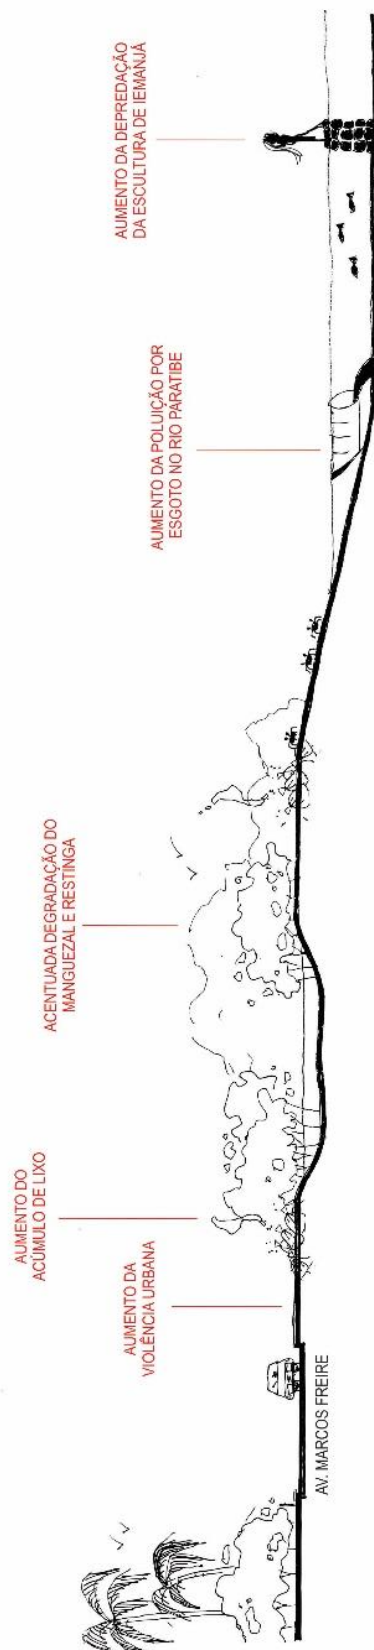 AUMENTO DO
ACÚMULO DE LIXO
AUMENTO DA
VIOLÊNCIA URBANA
AV. MARCOS FREIRE
ACENTUADA DEGRADAÇÃO DO
MANGUEZAL E RESTINGA
AUMENTO DA POLUIÇÃO POR
ESGOTO NO RIO PARATIBE
AUMENTO DA DEPREDAÇÃO
DA ESCULTURA DE IEMANJÁ